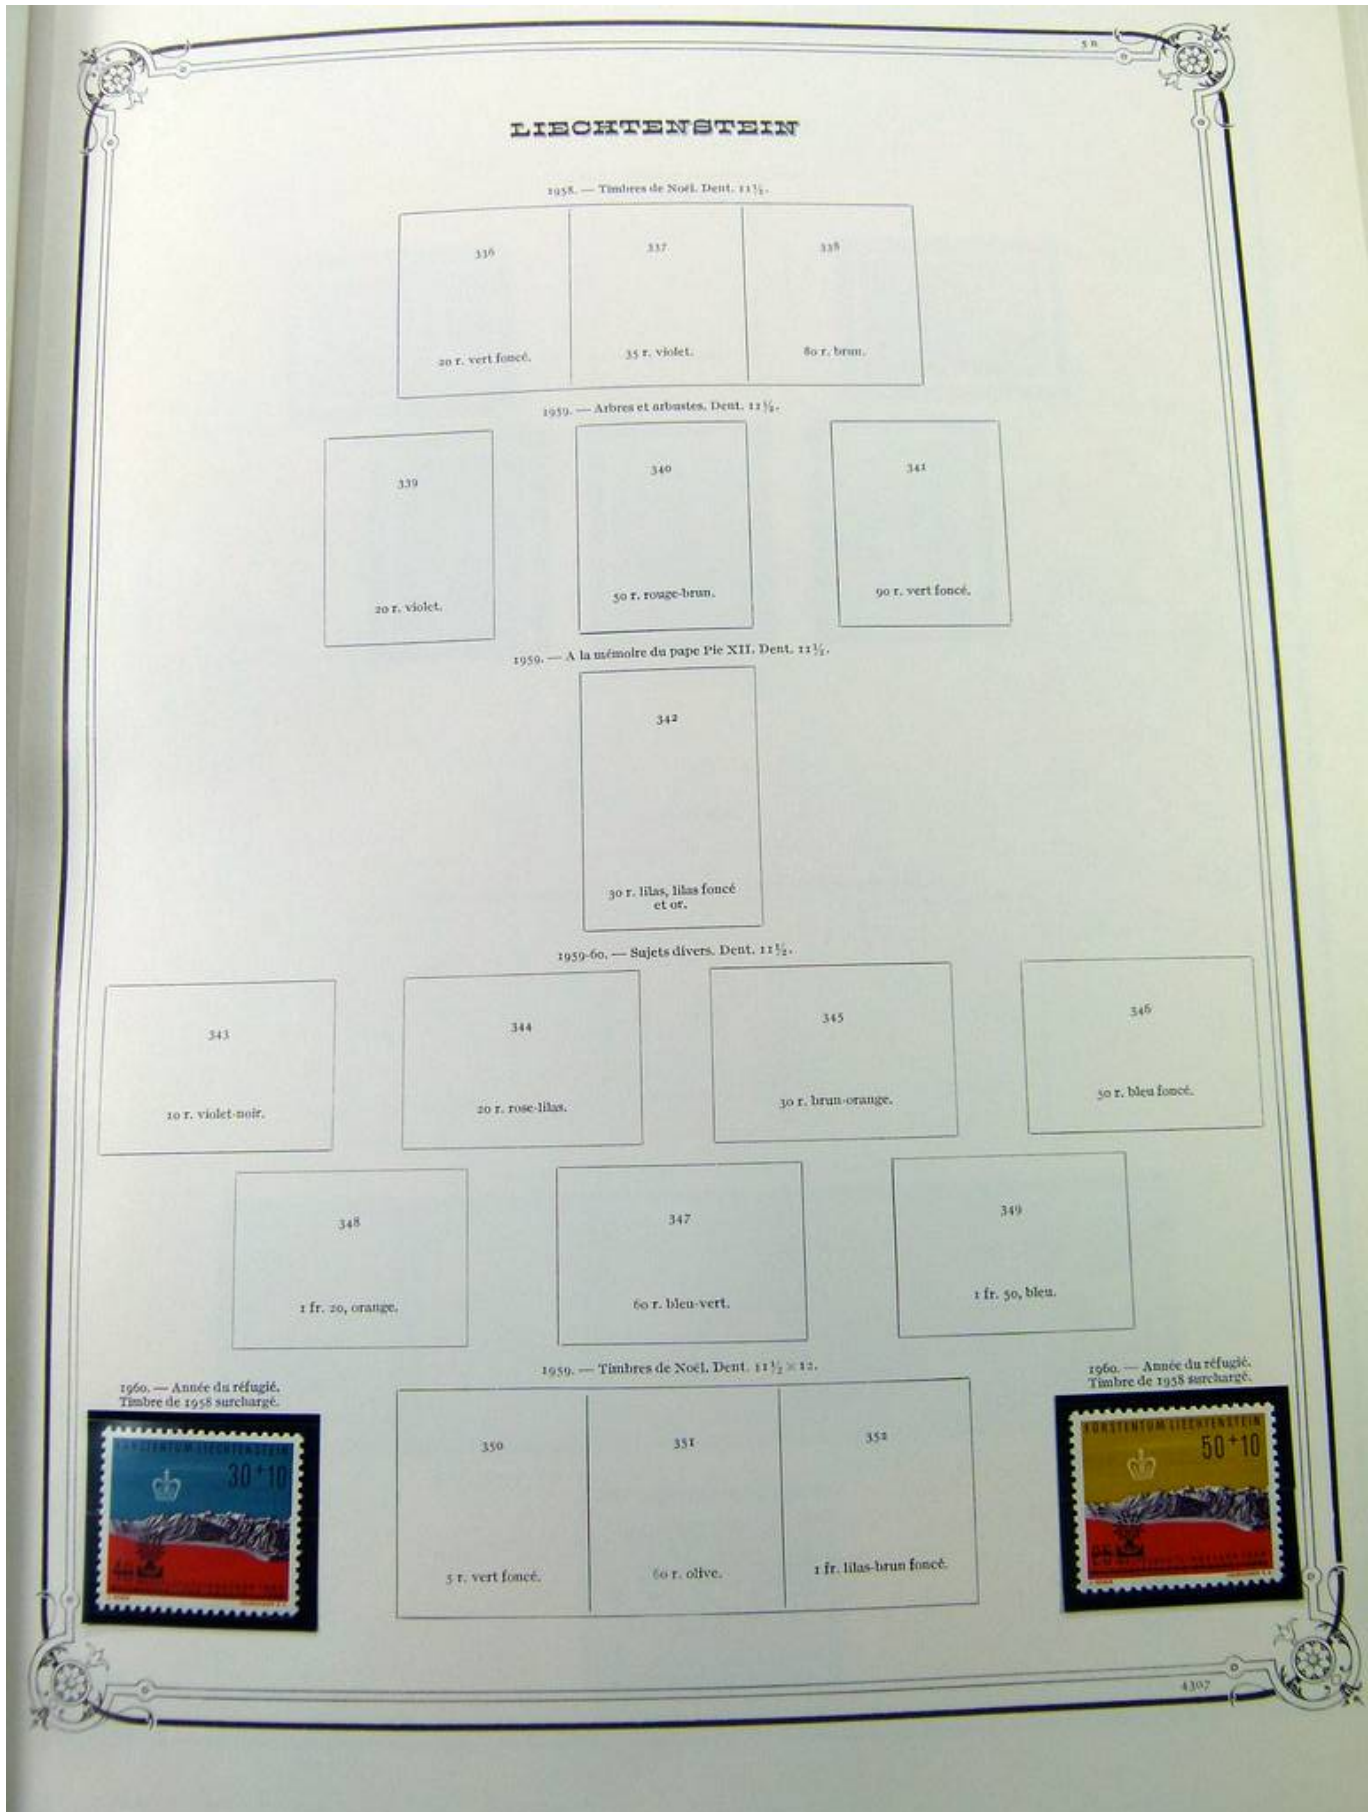 LIECHTENSTEIN
1958. — Timbres de Noël. Dent. 11½.
336
337
338
20 r. vert foncé.
35 r. violet.
80 r. brun.
1959. — Arbres et arbustes. Dent. 11½.
339
340
341
20 r. violet.
50 r. rouge-brun.
90 r. vert foncé.
1959. — A la mémoire du pape Pie XII. Dent. 11½.
342
30 r. lilas, lilas foncé
et or.
1959-60. — Sujets divers. Dent. 11½.
343
344
345
346
10 r. violet-noir.
20 r. rose-lilas.
30 r. brun-orange.
50 r. bleu foncé.
348
347
349
1 fr. 20, orange.
60 r. bleu-vert.
1 fr. 50, bleu.
1959. — Timbres de Noël. Dent. 11½ × 12.
350
351
352
5 r. vert foncé.
60 r. olive.
1 fr. lilas-brun foncé.
1960. — Année du réfugié.
Timbre de 1958 surchargé.
FÜRSTENTUM LIECHTENSTEIN
30+10
1960. — Année du réfugié.
Timbre de 1958 surchargé.
FÜRSTENTUM LIECHTENSTEIN
50+10
4307